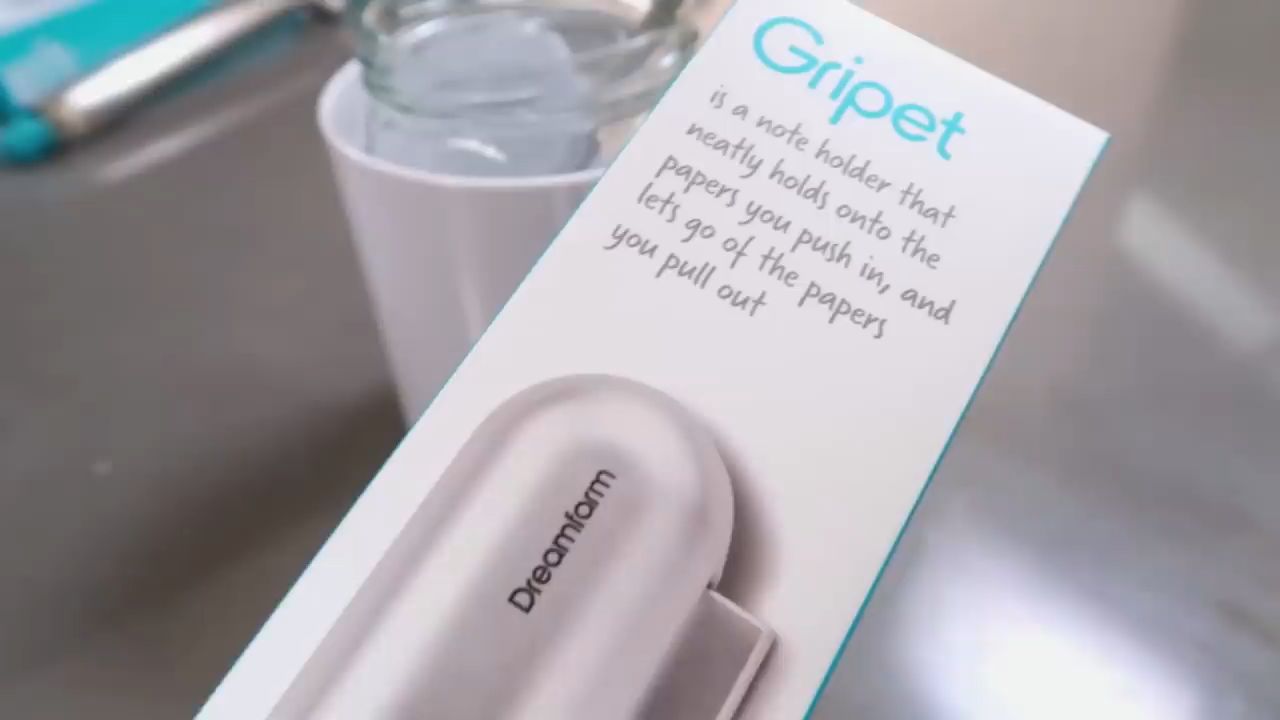 Gripet
is a note holder that
neatly holds onto the
papers you push in, and
lets go of the papers
you pull out
Dreamfarm